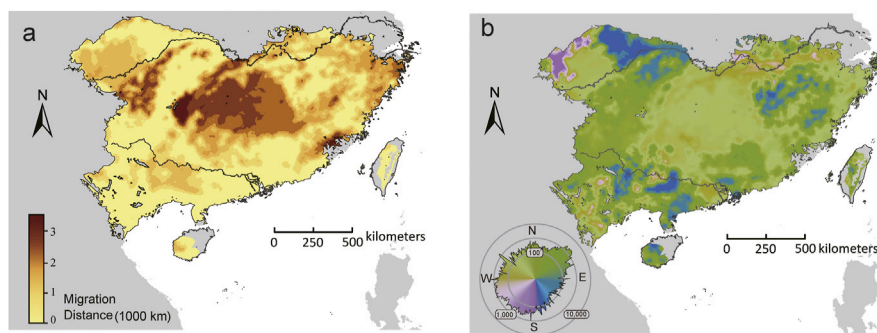 a
N
3
2
1
0
Migration
Distance (1000 km)
0 250 500 kilometers
b
N
0 250 500 kilometers
N
100
W
E
1,000
10,000
S